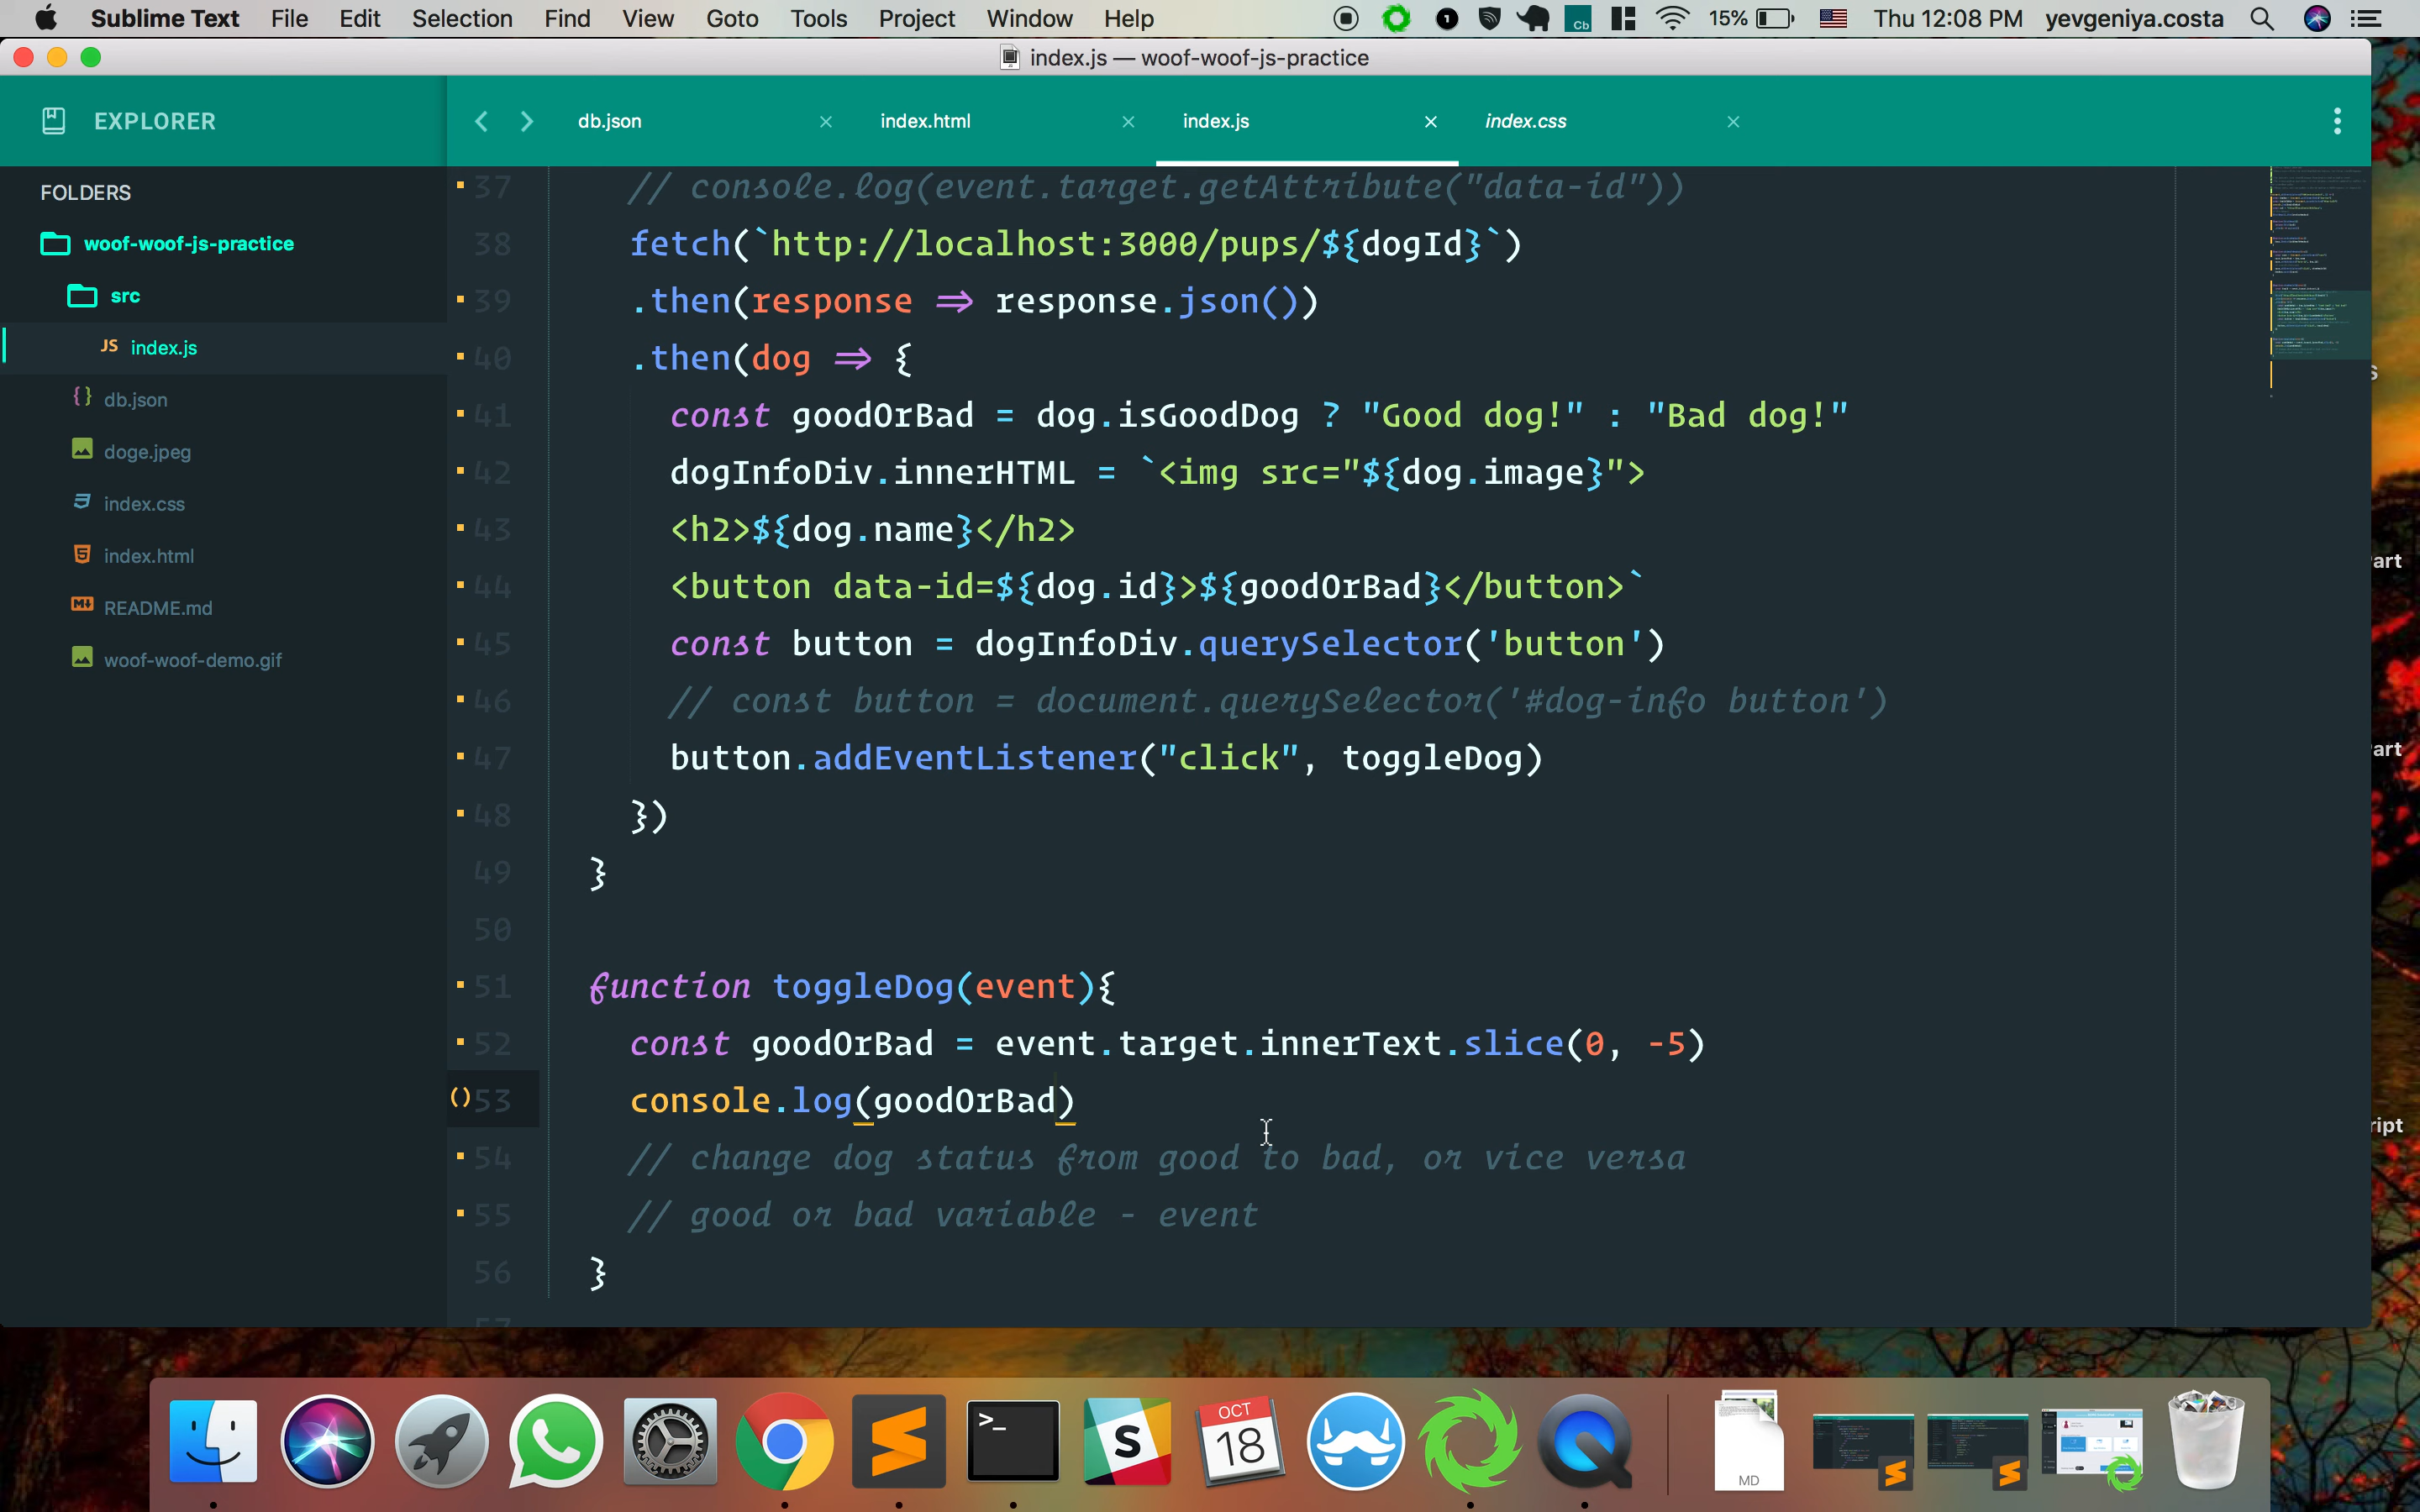 Sublime Text File Edit Selection Find View Goto Tools Project Window Help 1 Cb 15% Thu 12:08 PM yevgeniya.costa
index.js — woof-woof-js-practice
EXPLORER
db.json × index.html × index.js × index.css ×
FOLDERS
woof-woof-js-practice
src
JS index.js
{} db.json
doge.jpeg
index.css
5 index.html
M↓ README.md
woof-woof-demo.gif
37 // console.log(event.target.getAttribute("data-id"))
38 fetch(`http://localhost:3000/pups/${dogId}`)
39 .then(response => response.json())
40 .then(dog => {
41 const goodOrBad = dog.isGoodDog ? "Good dog!" : "Bad dog!"
42 dogInfoDiv.innerHTML = `<img src="${dog.image}">
43 <h2>${dog.name}</h2>
44 <button data-id=${dog.id}>${goodOrBad}</button>`
45 const button = dogInfoDiv.querySelector('button')
46 // const button = document.querySelector('#dog-info button')
47 button.addEventListener("click", toggleDog)
48 })
49 }
50
51 function toggleDog(event){
52 const goodOrBad = event.target.innerText.slice(0, -5)
()53 console.log(goodOrBad)
54 // change dog status from good to bad, or vice versa
55 // good or bad variable - event
56 }
57
S
art
art
ript
>_
S
OCT
18
MD